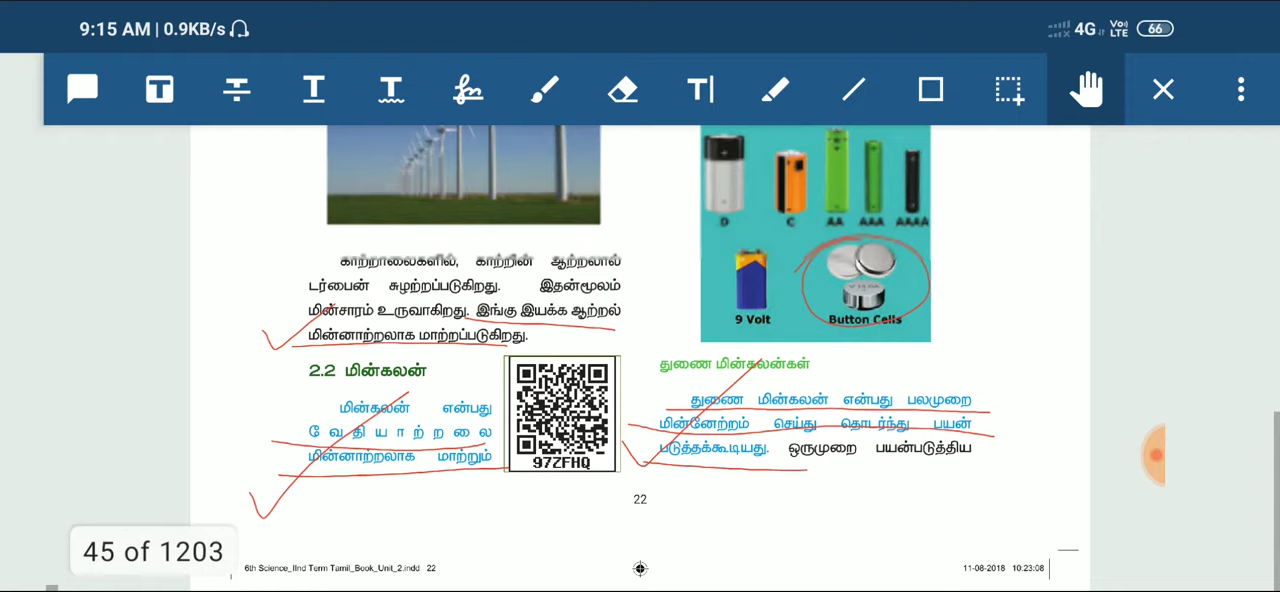 9:15 AM | 0.9KB/s
4G
Vo)
LTE
66
காற்றாலைகளில், காற்றின் ஆற்றலால்
டர்பைன் சுழற்றப்படுகிறது. இதன்மூலம்
மின்சாரம் உருவாகிறது. இங்கு இயக்க ஆற்றல்
மின்னாற்றலாக மாற்றப்படுகிறது.
2.2 மின்கலன்
மின்கலன் என்பது
வேதியாற்றலை
மின்னாற்றலாக மாற்றும்
97ZFHQ
D C AA AAA AAAA
9 Volt Button Cells
துணை மின்கலன்கள்
துணை மின்கலன் என்பது பலமுறை
மின்னேற்றம் செய்து தொடர்ந்து பயன்
படுத்தக்கூடியது. ஒருமுறை பயன்படுத்திய
22
45 of 1203
6th Science_IInd Term Tamil_Book_Unit_2.indd 22
11-08-2018 10:23:08